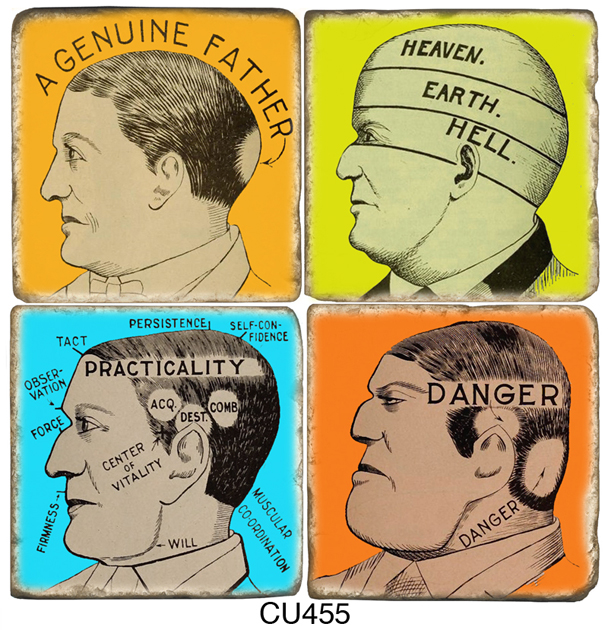 A GENUINE FATHER
HEAVEN.
EARTH.
HELL.
PERSISTENCE
SELF-CON-
FIDENCE
TACT
PRACTICALITY
OBSER-
VATION
ACQ.
DEST.
COMB
FORCE
CENTER
OF
VITALITY
FIRMNESS
WILL
MUSCULAR
CO-ORDINATION
DANGER
DANGER
CU455